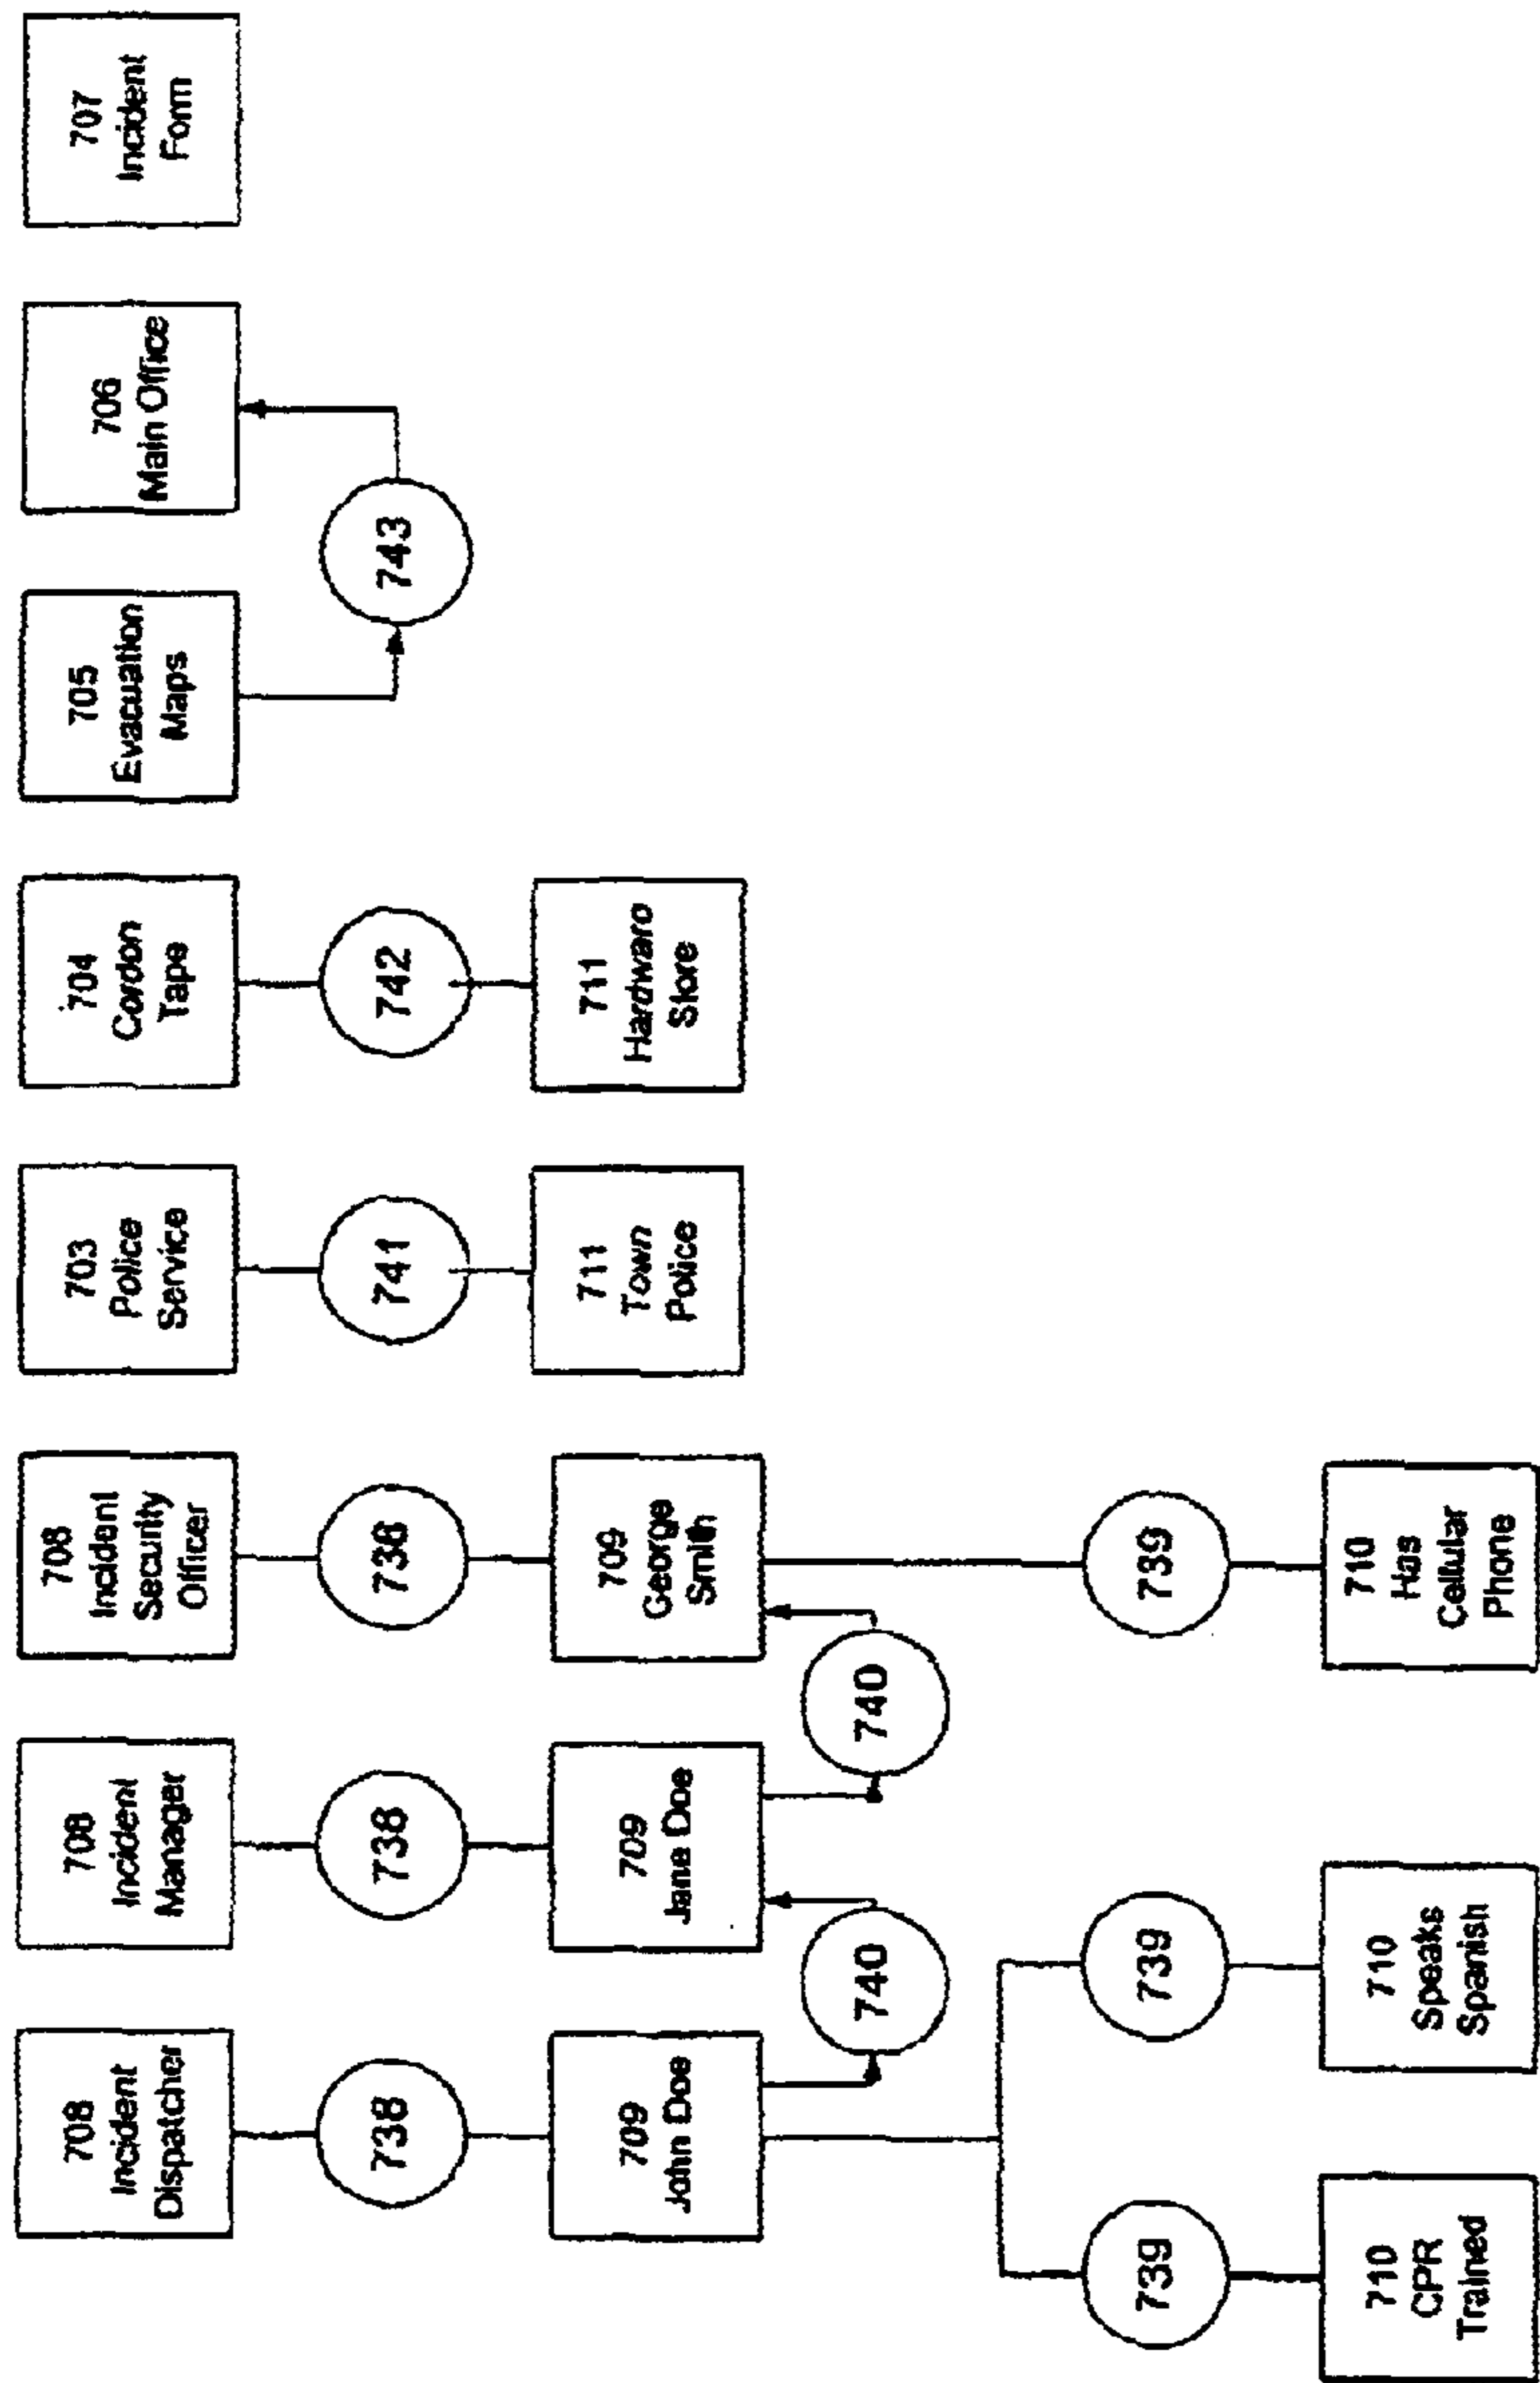 708
Incident
Dispatcher
708
Incident
Manager
708
Incident
Security
Officer
703
Police
Service
704
Cordon
Tape
705
Evacuation
Maps
706
Main Office
707
Incident
Form
738
738
738
741
742
743
709
John Doe
709
Jane Doe
709
George
Smith
711
Town
Police
711
Hardware
Store
740
740
739
739
739
710
CPR
Trained
710
Speaks
Spanish
710
Has
Cellular
Phone